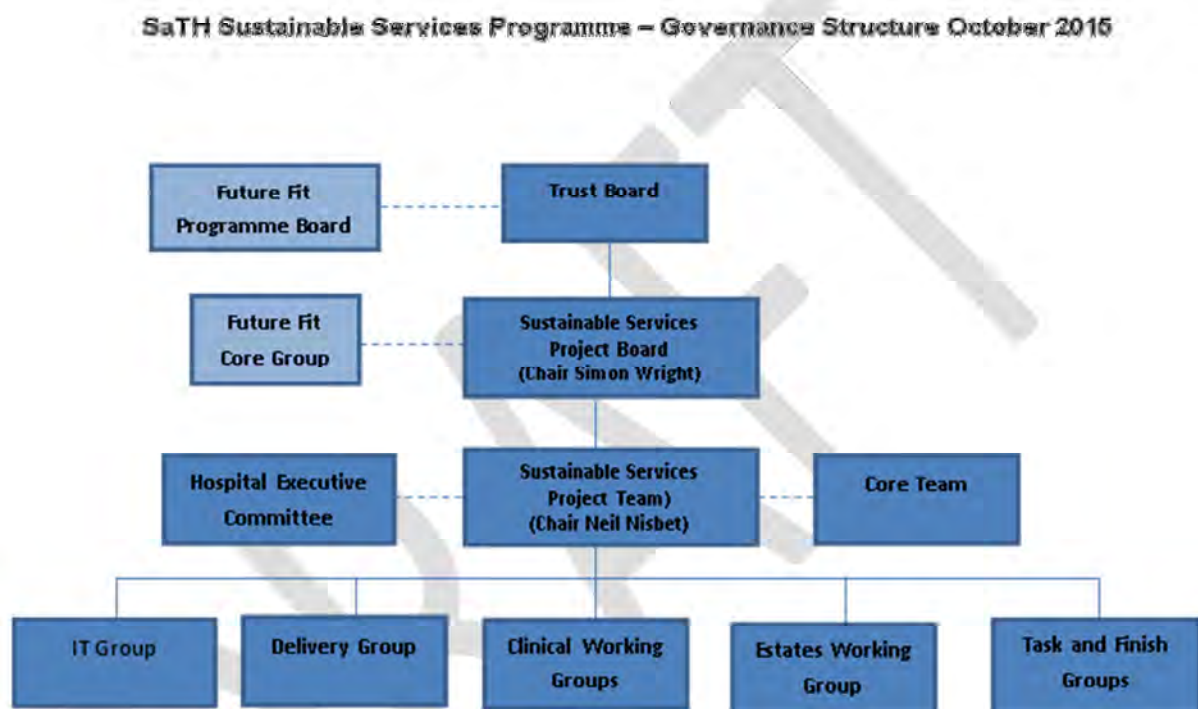 SaTH Sustainable Services Programme – Governance Structure October 2015
Future Fit
Programme Board
Trust Board
Future Fit
Core Group
Sustainable Services
Project Board
(Chair Simon Wright)
Hospital Executive
Committee
Sustainable Services
Project Team)
(Chair Neil Nisbet)
Core Team
IT Group
Delivery Group
Clinical Working
Groups
Estates Working
Group
Task and Finish
Groups
DRAFT